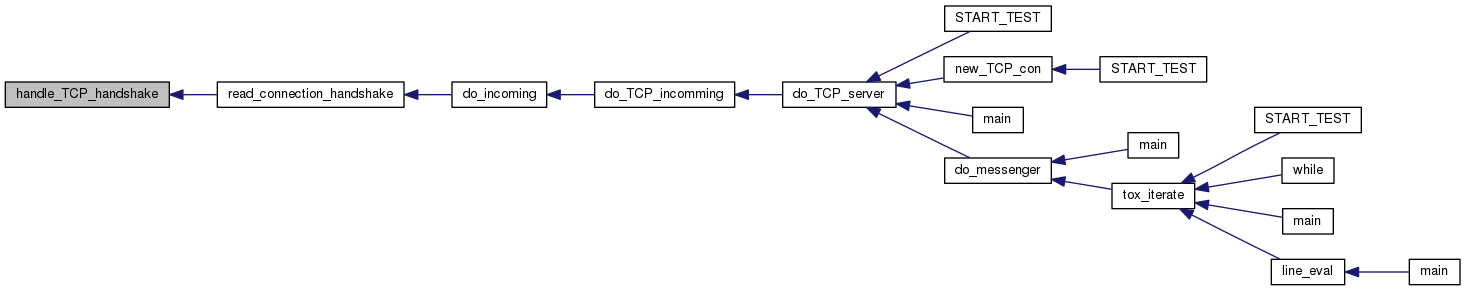 handle_TCP_handshake
read_connection_handshake
do_incoming
do_TCP_incomming
do_TCP_server
START_TEST
new_TCP_con
START_TEST
main
do_messenger
main
tox_iterate
START_TEST
while
main
line_eval
main